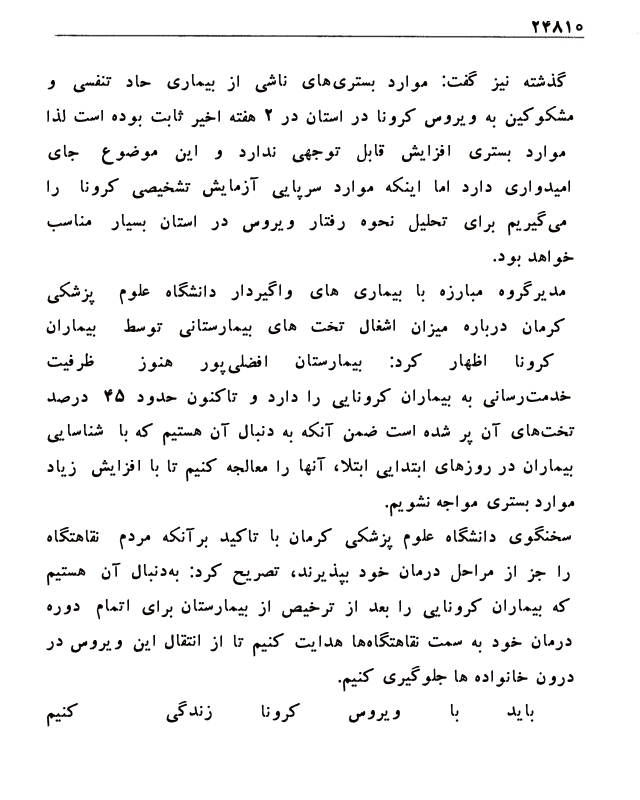 ۲۴۸۱۰
گذشته نیز گفت: موارد بستری‌های ناشی از بیماری حاد تنفسی و
مشکوکین به ویروس کرونا در استان در ۲ هفته اخیر ثابت بوده است لذا
موارد بستری افزایش قابل توجهی ندارد و این موضوع جای
امیدواری دارد اما اینکه موارد سرپایی آزمایش تشخیصی کرونا را
می‌گیریم برای تحلیل نحوه رفتار ویروس در استان بسیار مناسب
خواهد بود.
مدیرگروه مبارزه با بیماری های واگیردار دانشگاه علوم پزشکی
کرمان درباره میزان اشغال تخت های بیمارستانی توسط بیماران
کرونا اظهار کرد: بیمارستان افضلی‌پور هنوز ظرفیت
خدمت‌رسانی به بیماران کرونایی را دارد و تاکنون حدود ۴۵ درصد
تخت‌های آن پر شده است ضمن آنکه به دنبال آن هستیم که با شناسایی
بیماران در روزهای ابتدایی ابتلا، آنها را معالجه کنیم تا با افزایش زیاد
موارد بستری مواجه نشویم.
سخنگوی دانشگاه علوم پزشکی کرمان با تاکید برآنکه مردم نقاهتگاه
را جز از مراحل درمان خود بپذیرند، تصریح کرد: به‌دنبال آن هستیم
که بیماران کرونایی را بعد از ترخیص از بیمارستان برای اتمام دوره
درمان خود به سمت نقاهتگاه‌ها هدایت کنیم تا از انتقال این ویروس در
درون خانواده ها جلوگیری کنیم.
باید با ویروس کرونا زندگی کنیم